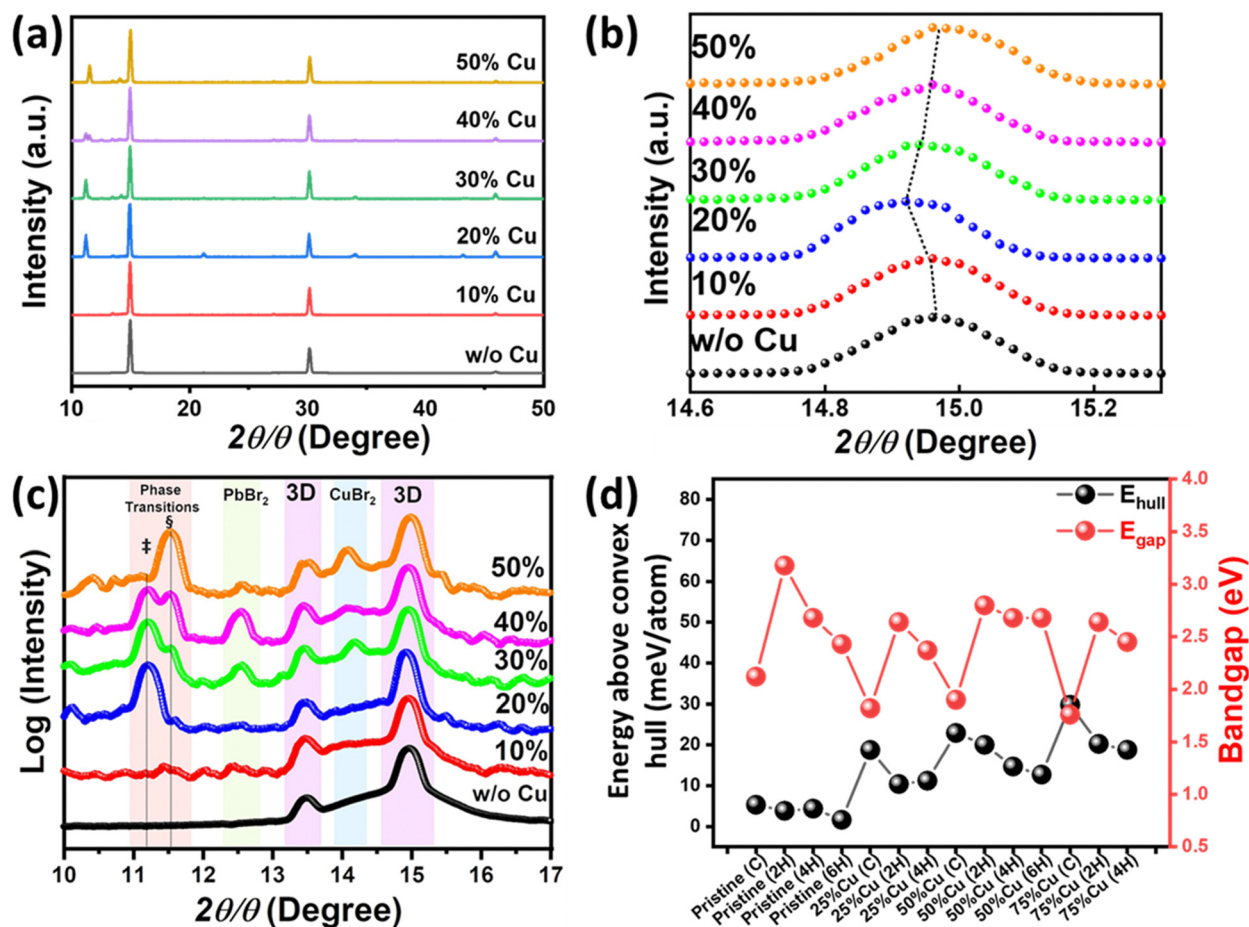 (a)
50% Cu
40% Cu
30% Cu
20% Cu
10% Cu
w/o Cu
Intensity (a.u.)
10 20 30 40 50
2θ/θ (Degree)
(b)
50%
40%
30%
20%
10%
w/o Cu
Intensity (a.u.)
14.6 14.8 15.0 15.2
2θ/θ (Degree)
(c)
Phase
Transitions
PbBr2
3D
CuBr2
3D
‡
§
50%
40%
30%
20%
10%
w/o Cu
Log (Intensity)
10 11 12 13 14 15 16 17
2θ/θ (Degree)
(d)
Ehull
Egap
Energy above convex
hull (meV/atom)
80
70
60
50
40
30
20
10
0
Bandgap (eV)
4.0
3.5
3.0
2.5
2.0
1.5
1.0
0.5
Pristine (C)
Pristine (2H)
Pristine (4H)
Pristine (6H)
25%Cu (C)
25%Cu (2H)
25%Cu (4H)
50%Cu (C)
50%Cu (2H)
50%Cu (4H)
50%Cu (6H)
75%Cu (C)
75%Cu (2H)
75%Cu (4H)